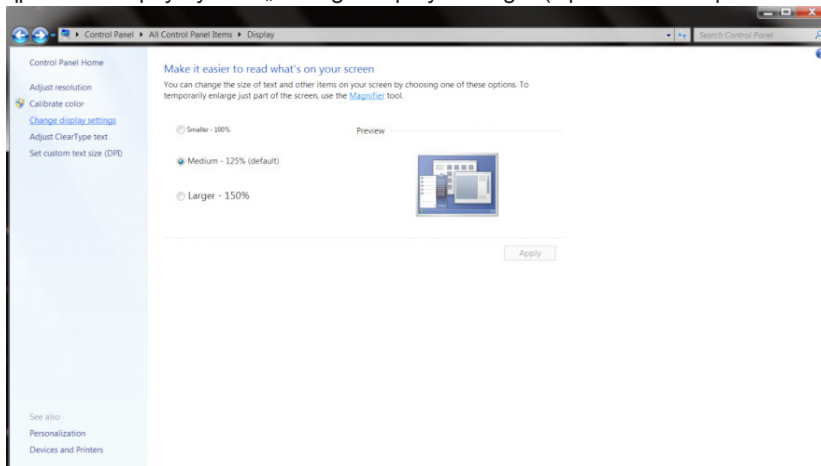 Control Panel ▸ All Control Panel Items ▸ Display
Search Control Panel
Control Panel Home
Adjust resolution
Calibrate color
Change display settings
Adjust ClearType text
Set custom text size (DPI)
See also
Personalization
Devices and Printers
Make it easier to read what's on your screen
You can change the size of text and other items on your screen by choosing one of these options. To
temporarily enlarge just part of the screen, use the Magnifier tool.
Smaller - 100%
Preview
Medium - 125% (default)
Larger - 150%
Apply